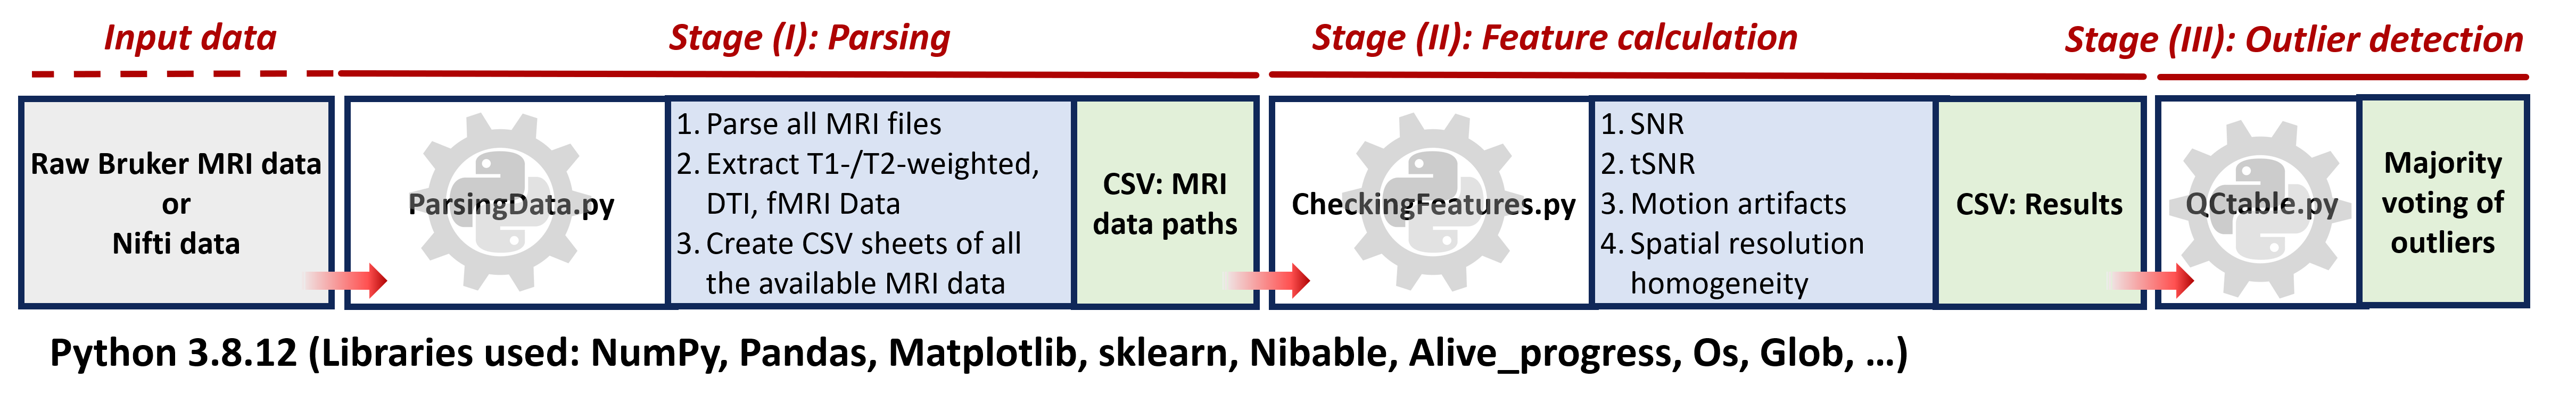 Input data
Stage (I): Parsing
Stage (II): Feature calculation
Stage (III): Outlier detection
Raw Bruker MRI data
or
Nifti data
ParsingData.py
1. Parse all MRI files
2. Extract T1-/T2-weighted,
DTI, fMRI Data
3. Create CSV sheets of all
the available MRI data
CSV: MRI
data paths
CheckingFeatures.py
1. SNR
2. tSNR
3. Motion artifacts
4. Spatial resolution
homogeneity
CSV: Results
QCtable.py
Majority
voting of
outliers
Python 3.8.12 (Libraries used: NumPy, Pandas, Matplotlib, sklearn, Nibable, Alive_progress, Os, Glob, ...)